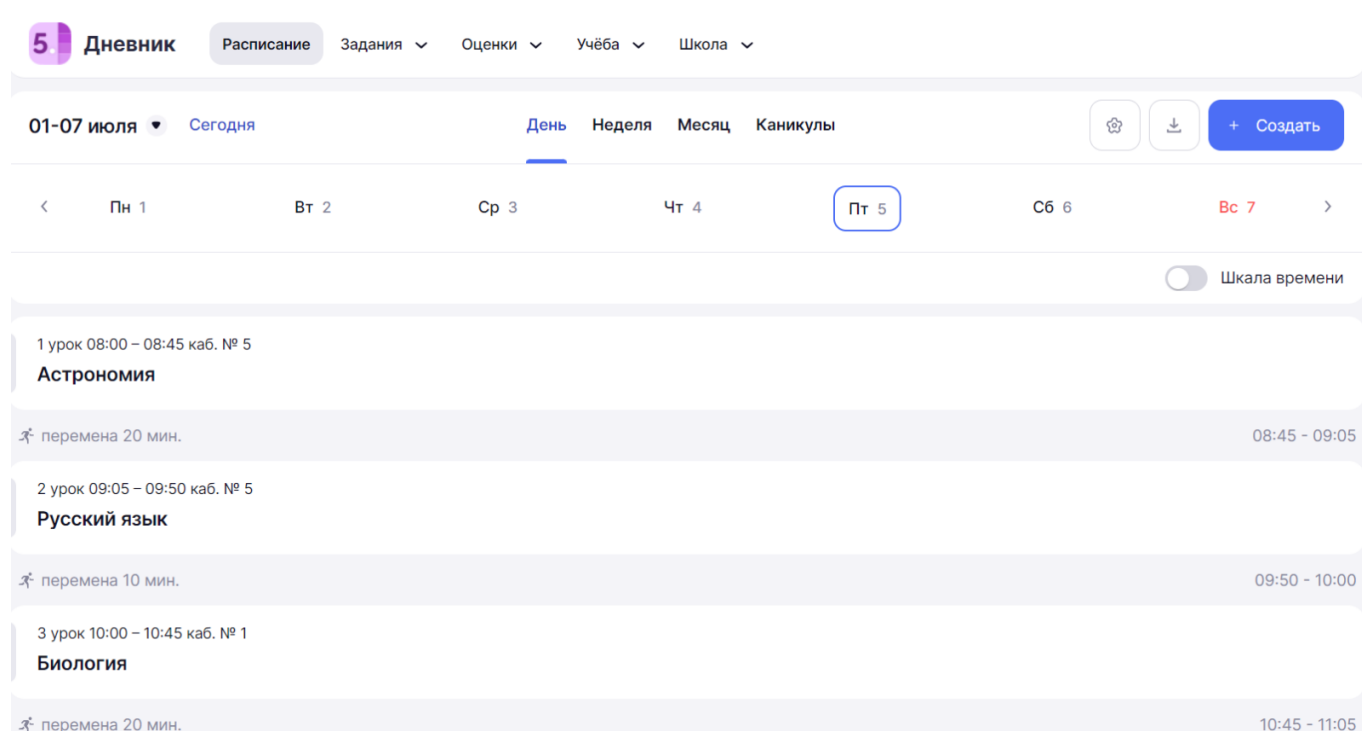 5. Дневник Расписание Задания Оценки Учёба Школа
01-07 июля Сегодня День Неделя Месяц Каникулы + Создать
Пн 1 Вт 2 Ср 3 Чт 4 Пт 5 Сб 6 Вс 7
Шкала времени
1 урок 08:00 – 08:45 каб. № 5
Астрономия
перемена 20 мин. 08:45 - 09:05
2 урок 09:05 – 09:50 каб. № 5
Русский язык
перемена 10 мин. 09:50 - 10:00
3 урок 10:00 – 10:45 каб. № 1
Биология
перемена 20 мин. 10:45 - 11:05